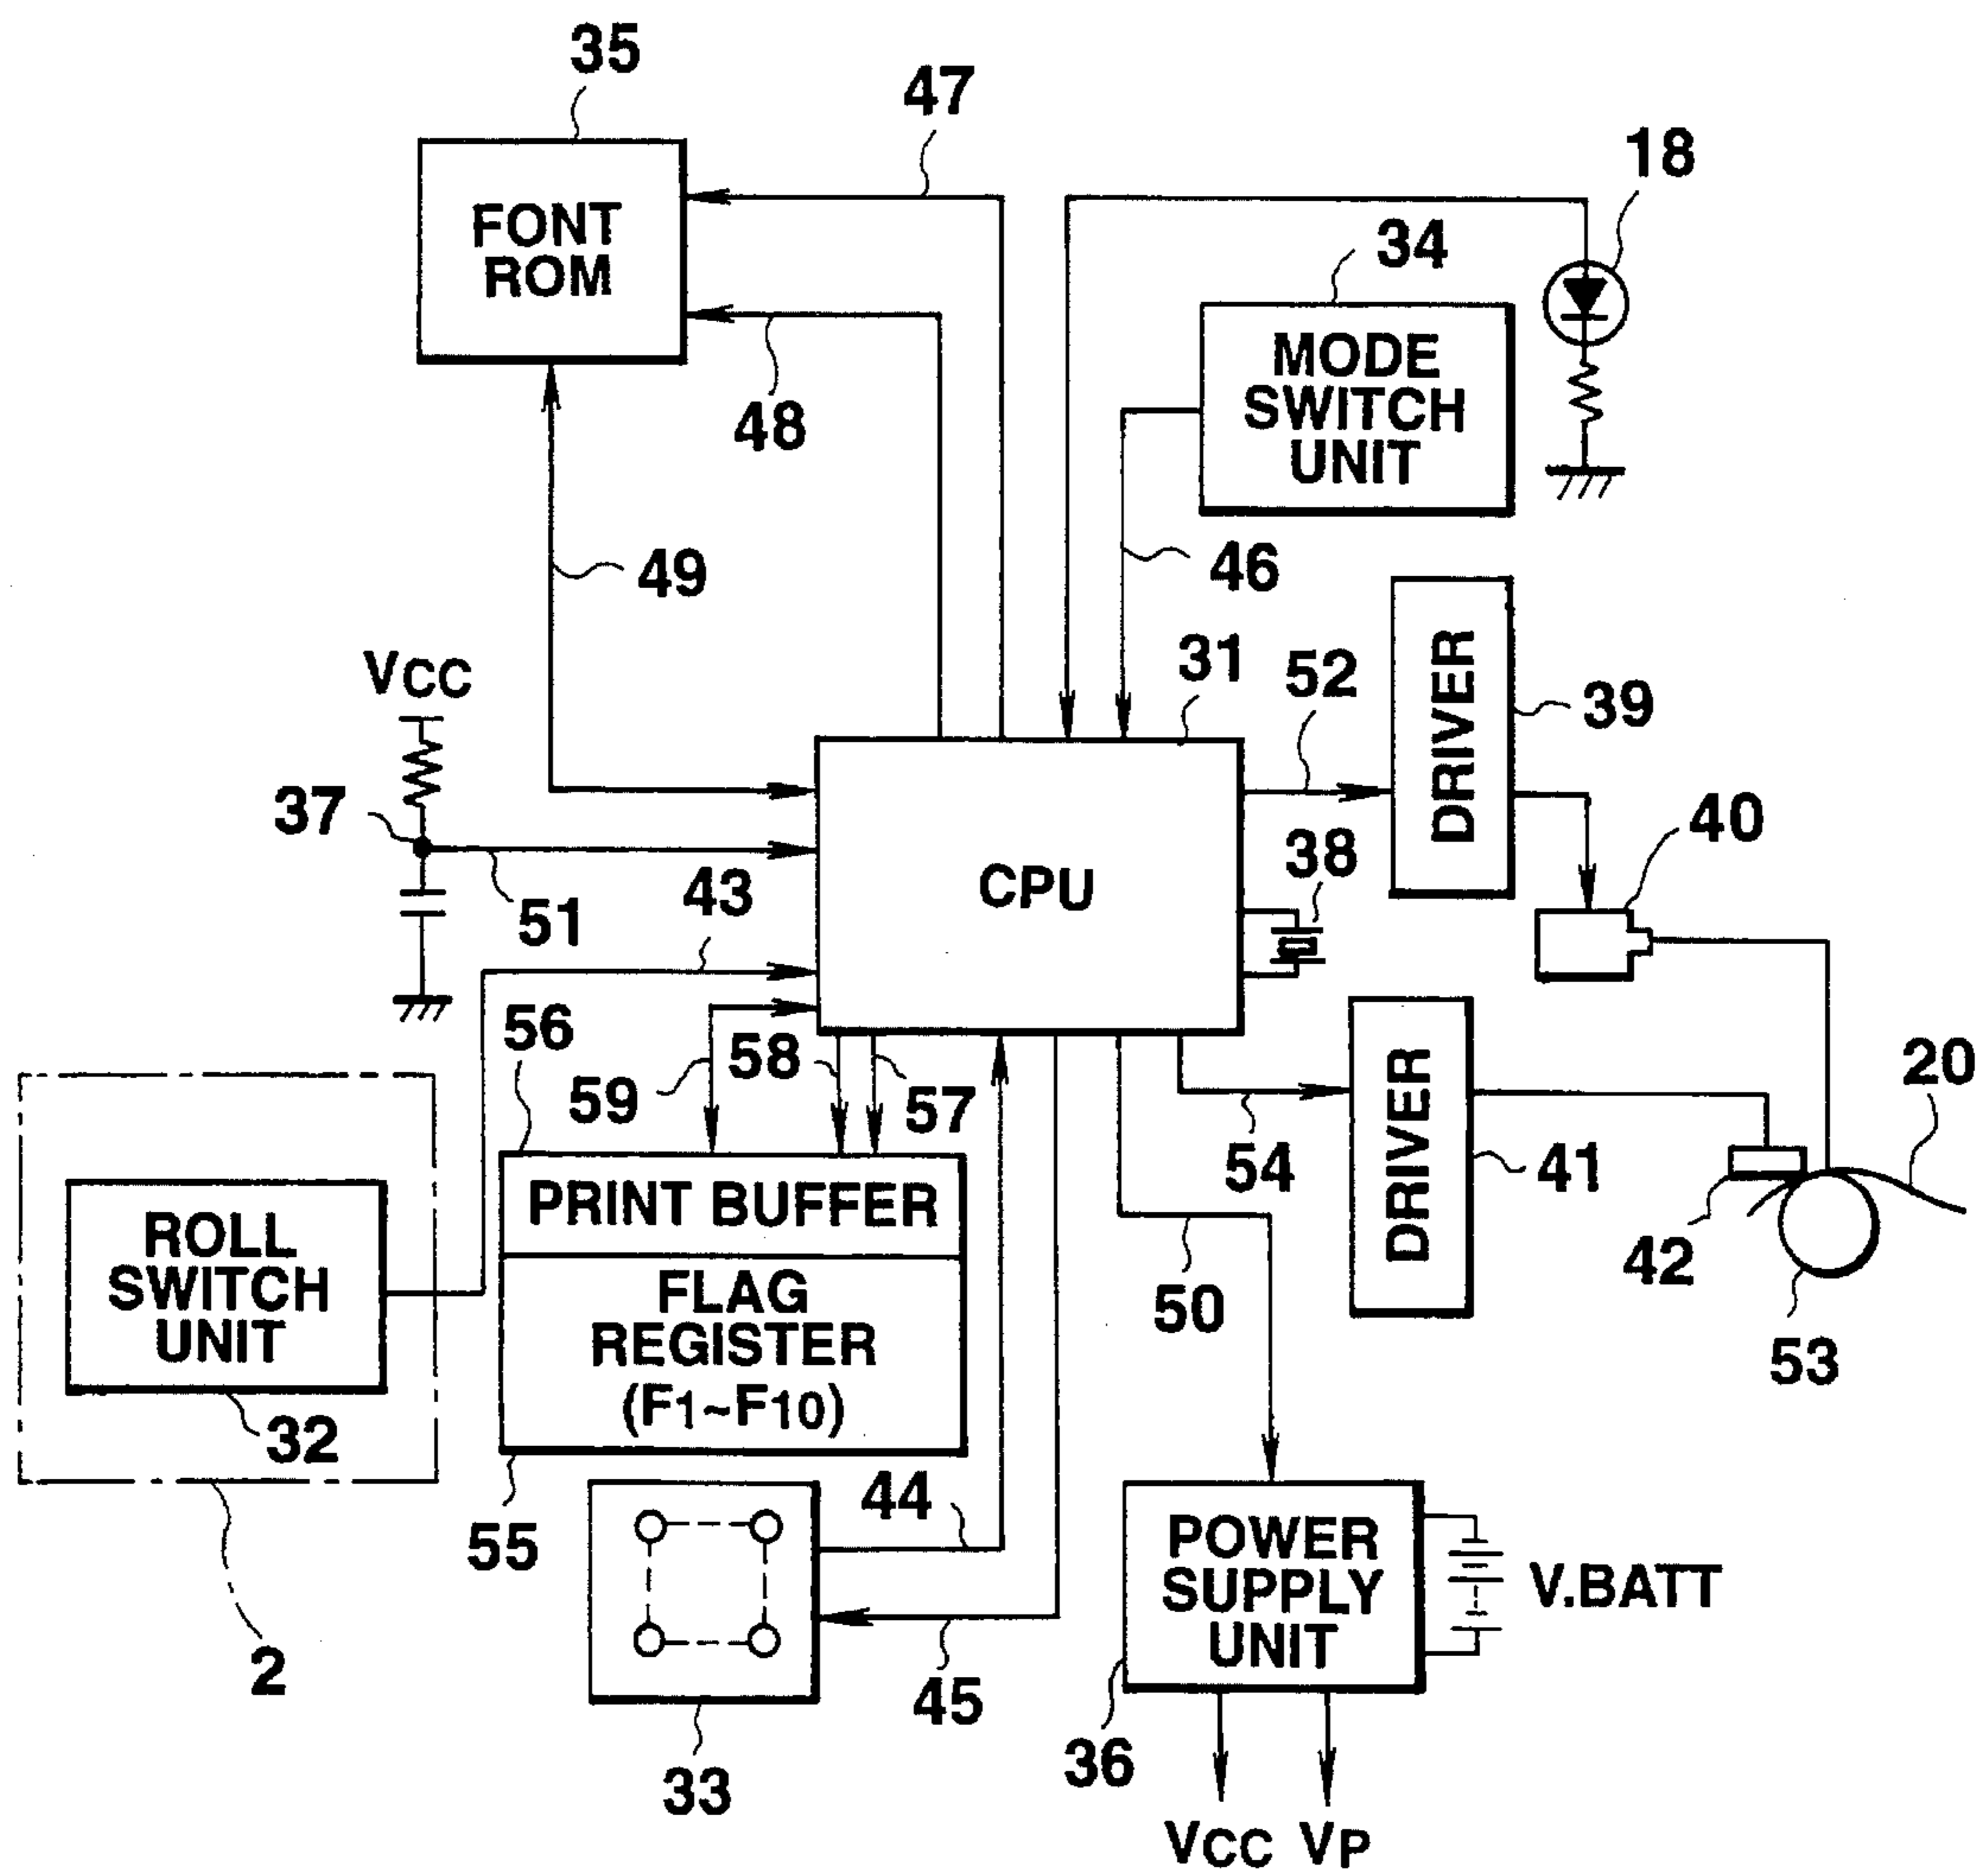 35
47
18
FONT
ROM
34
MODE
SWITCH
UNIT
48
46
49
31
52
DRIVER
39
VCC
37
40
38
CPU
43
51
56
58
59
57
20
DRIVER
54
41
PRINT BUFFER
ROLL
SWITCH
UNIT
FLAG
REGISTER
(F1~F10)
42
50
53
32
44
55
POWER
SUPPLY
UNIT
V.BATT
2
45
36
33
VCC VP